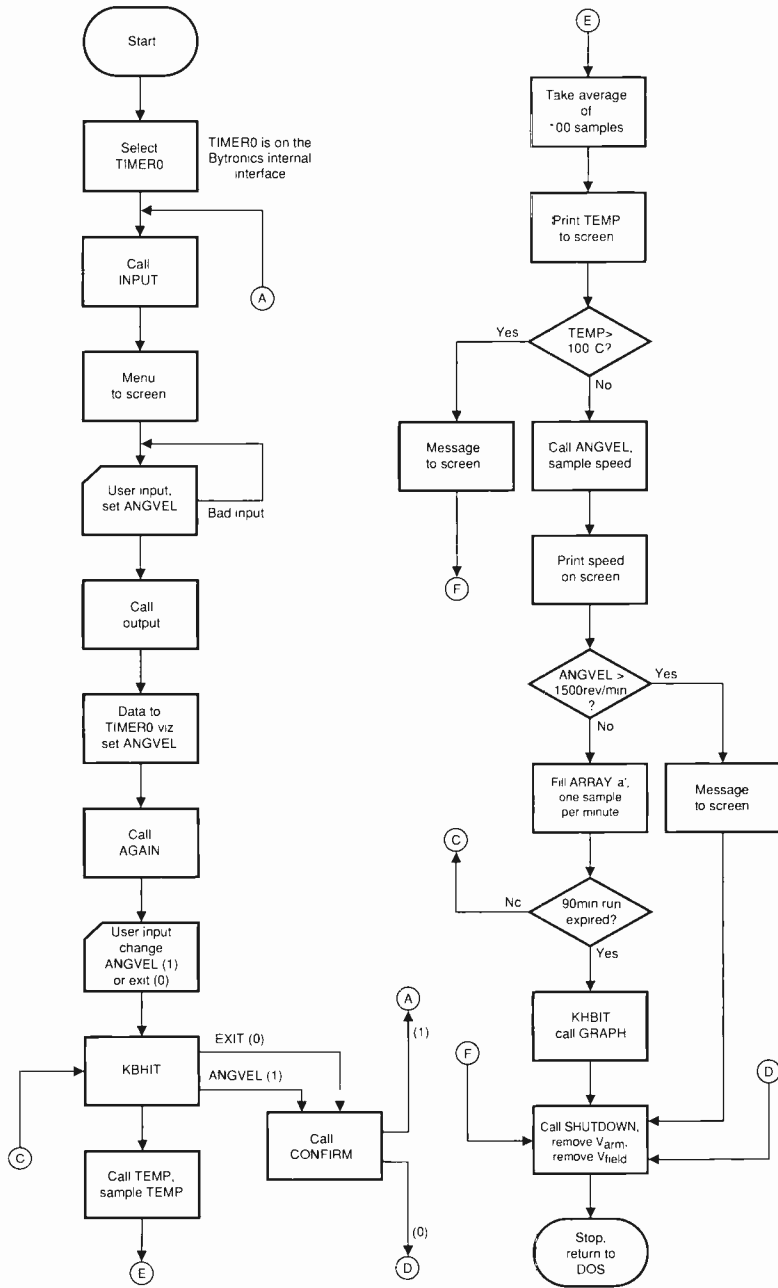 Start
Select
TIMER0
TIMER0 is on the
Bytronics internal
interface
Call
INPUT
A
Menu
to screen
User input,
set ANGVEL
Bad input
Call
output
Data to
TIMER0 viz
set ANGVEL
Call
AGAIN
User input
change
ANGVEL (1)
or exit (0)
KBHIT
EXIT (0)
ANGVEL (1)
C
Call
CONFIRM
A
(1)
(0)
D
Call TEMP,
sample TEMP
E
E
Take average
of
100 samples
Print TEMP
to screen
TEMP>
100 C?
Yes
No
Message
to screen
F
Call ANGVEL,
sample speed
Print speed
on screen
ANGVEL >
1500rev/min
?
Yes
No
Fill ARRAY 'a',
one sample
per minute
Message
to screen
C
Nc
90min run
expired?
Yes
KHBIT
call GRAPH
F
D
Call SHUTDOWN,
remove Varm,
remove Vfield
Stop,
return to
DOS